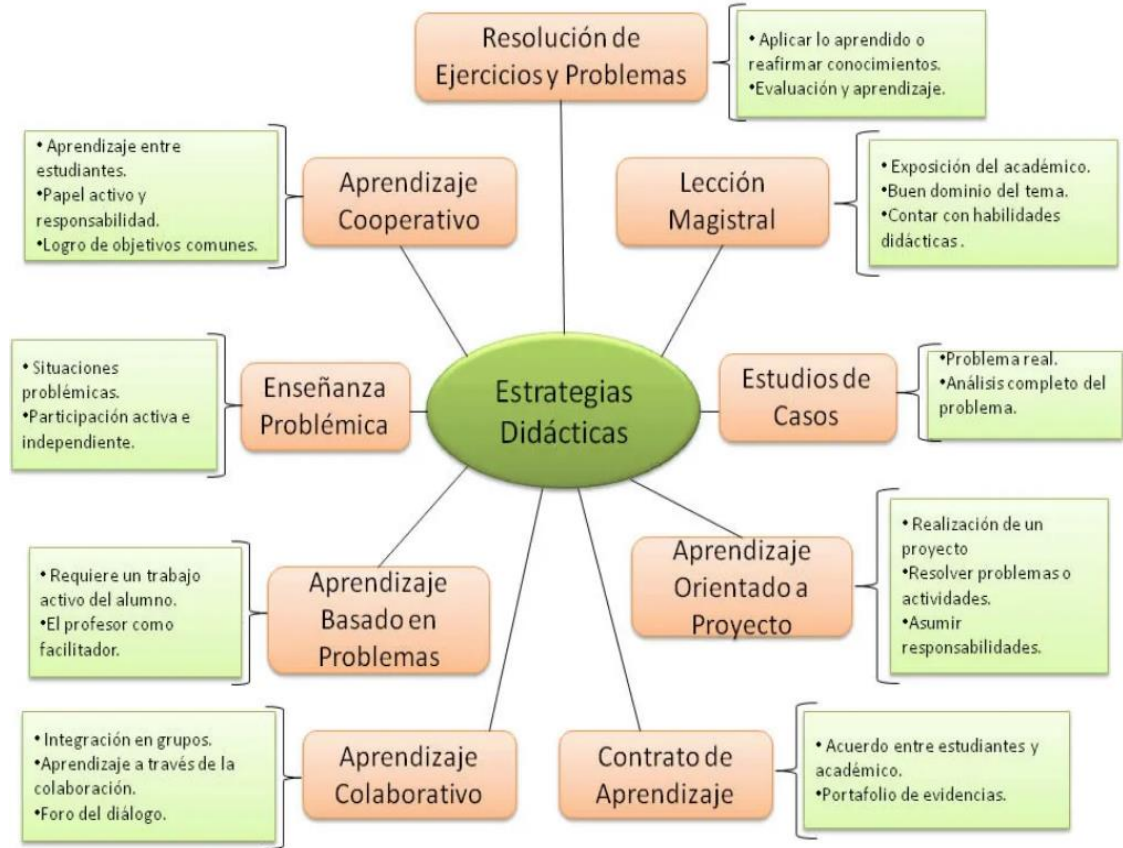 Resolución de
Ejercicios y Problemas
•Aplicar lo aprendido o
reafirmar conocimientos.
•Evaluación y aprendizaje.
• Aprendizaje entre
estudiantes.
•Papel activo y
responsabilidad.
•Logro de objetivos comunes.
Aprendizaje
Cooperativo
Lección
Magistral
• Exposición del académico.
•Buen dominio del tema.
•Contar con habilidades
didácticas .
• Situaciones
problémicas.
•Participación activa e
independiente.
Enseñanza
Problémica
Estrategias
Didácticas
Estudios de
Casos
•Problema real.
•Análisis completo del
problema.
• Requiere un trabajo
activo del alumno.
•El profesor como
facilitador.
Aprendizaje
Basado en
Problemas
Aprendizaje
Orientado a
Proyecto
• Realización de un
proyecto
•Resolver problemas o
actividades.
•Asumir
responsabilidades.
• Integración en grupos.
•Aprendizaje a través de la
colaboración.
•Foro del diálogo.
Aprendizaje
Colaborativo
Contrato de
Aprendizaje
• Acuerdo entre estudiantes y
académico.
•Portafolio de evidencias.